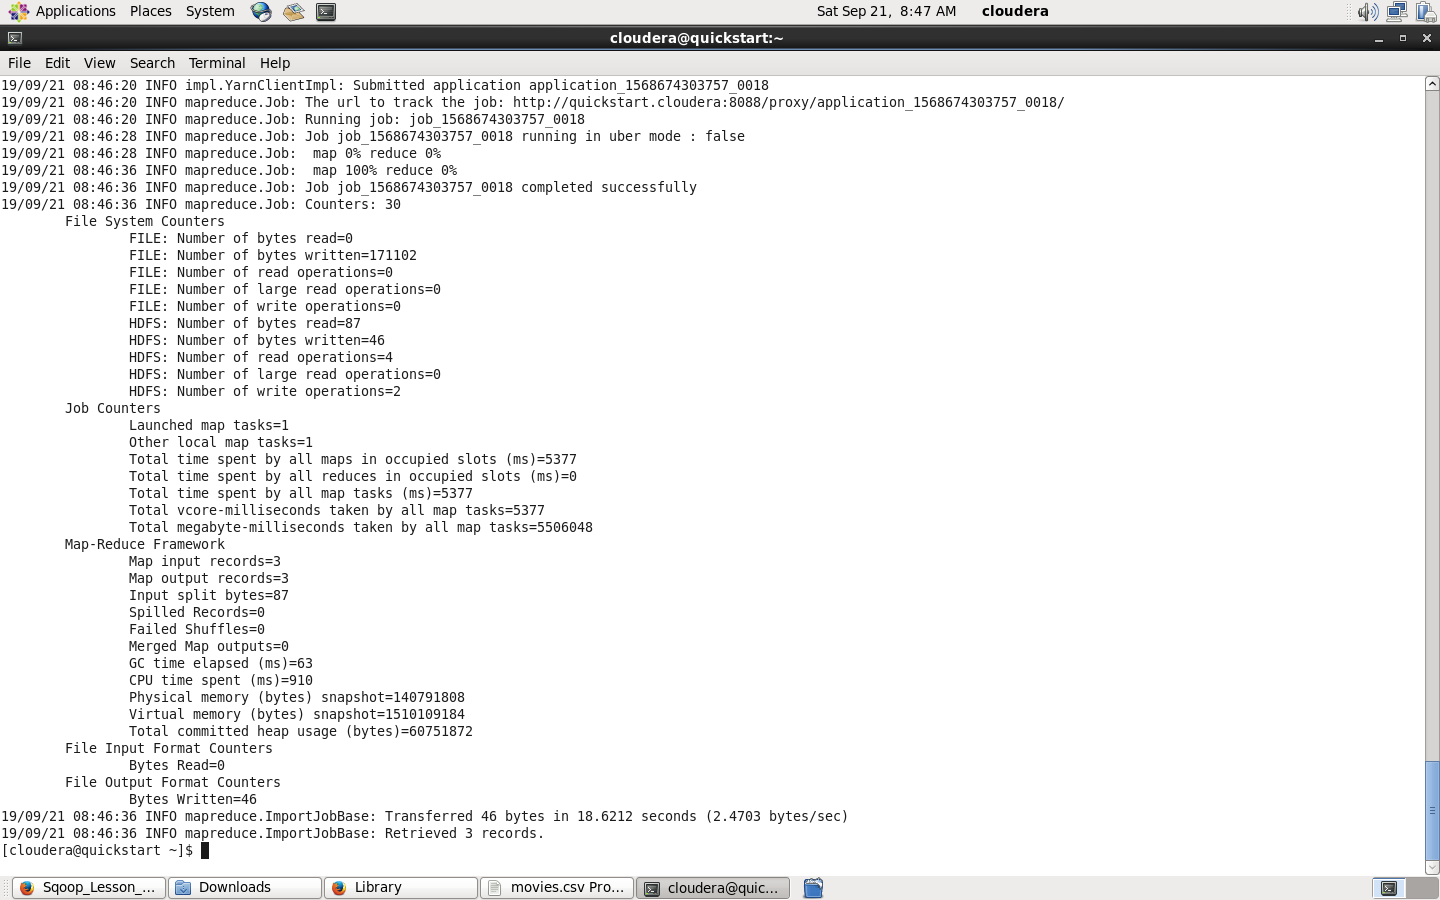 Applications Places System Sat Sep 21, 8:47 AM cloudera
cloudera@quickstart:~
File Edit View Search Terminal Help
19/09/21 08:46:20 INFO impl.YarnClientImpl: Submitted application application_1568674303757_0018
19/09/21 08:46:20 INFO mapreduce.Job: The url to track the job: http://quickstart.cloudera:8088/proxy/application_1568674303757_0018/
19/09/21 08:46:20 INFO mapreduce.Job: Running job: job_1568674303757_0018
19/09/21 08:46:28 INFO mapreduce.Job: Job job_1568674303757_0018 running in uber mode : false
19/09/21 08:46:28 INFO mapreduce.Job:  map 0% reduce 0%
19/09/21 08:46:36 INFO mapreduce.Job:  map 100% reduce 0%
19/09/21 08:46:36 INFO mapreduce.Job: Job job_1568674303757_0018 completed successfully
19/09/21 08:46:36 INFO mapreduce.Job: Counters: 30
File System Counters
FILE: Number of bytes read=0
FILE: Number of bytes written=171102
FILE: Number of read operations=0
FILE: Number of large read operations=0
FILE: Number of write operations=0
HDFS: Number of bytes read=87
HDFS: Number of bytes written=46
HDFS: Number of read operations=4
HDFS: Number of large read operations=0
HDFS: Number of write operations=2
Job Counters
Launched map tasks=1
Other local map tasks=1
Total time spent by all maps in occupied slots (ms)=5377
Total time spent by all reduces in occupied slots (ms)=0
Total time spent by all map tasks (ms)=5377
Total vcore-milliseconds taken by all map tasks=5377
Total megabyte-milliseconds taken by all map tasks=5506048
Map-Reduce Framework
Map input records=3
Map output records=3
Input split bytes=87
Spilled Records=0
Failed Shuffles=0
Merged Map outputs=0
GC time elapsed (ms)=63
CPU time spent (ms)=910
Physical memory (bytes) snapshot=140791808
Virtual memory (bytes) snapshot=1510109184
Total committed heap usage (bytes)=60751872
File Input Format Counters
Bytes Read=0
File Output Format Counters
Bytes Written=46
19/09/21 08:46:36 INFO mapreduce.ImportJobBase: Transferred 46 bytes in 18.6212 seconds (2.4703 bytes/sec)
19/09/21 08:46:36 INFO mapreduce.ImportJobBase: Retrieved 3 records.
[cloudera@quickstart ~]$
Sqoop_Lesson_... Downloads Library movies.csv Pro... cloudera@quic...